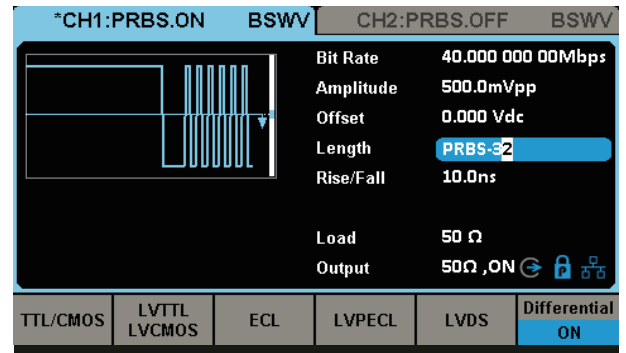 *CH1:PRBS.ON BSWV CH2:PRBS.OFF BSWV
Bit Rate 40.000 000 00Mbps
Amplitude 500.0mVpp
Offset 0.000 Vdc
Length PRBS-32
Rise/Fall 10.0ns
Load 50 Ω
Output 50Ω ,ON
TTL/CMOS LVTTL LVCMOS ECL LVPECL LVDS Differential ON